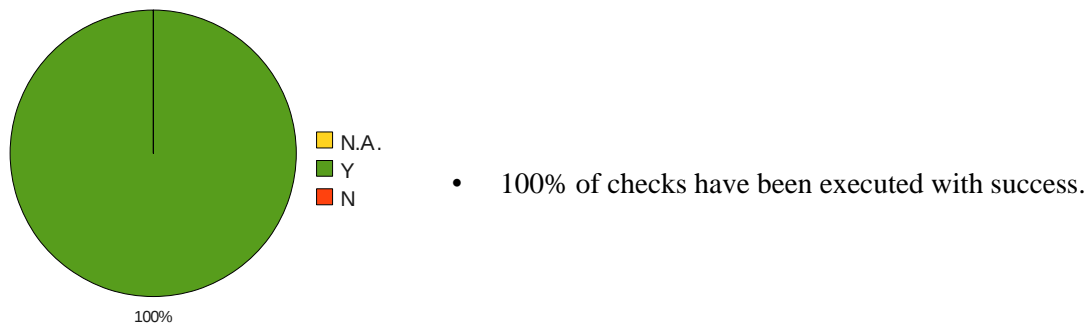 N.A.
Y
N
• 100% of checks have been executed with success.
100%